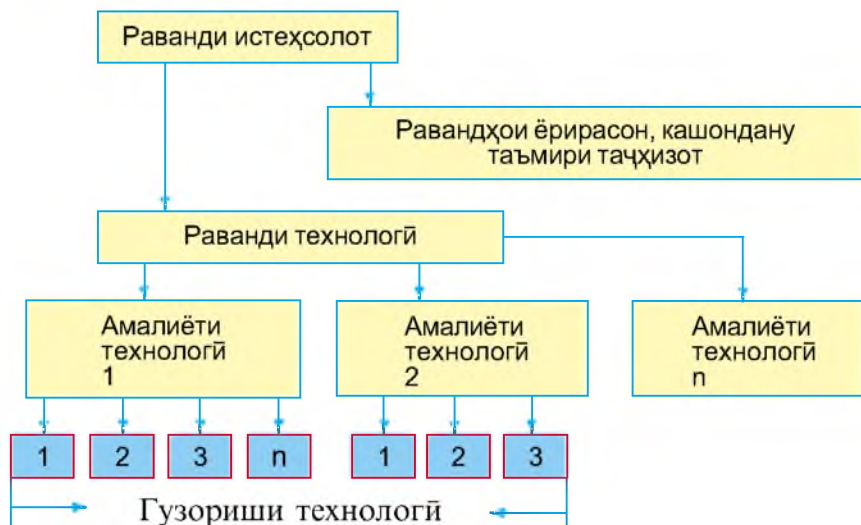 Раванди истеҳсолот
Равандҳои ёрирасон, кашондану
таъмири таҷҳизот
Раванди технологӣ
Амалиёти
технологӣ
1
Амалиёти
технологӣ
2
Амалиёти
технологӣ
n
1 2 3 n 1 2 3
Гузориши технологӣ